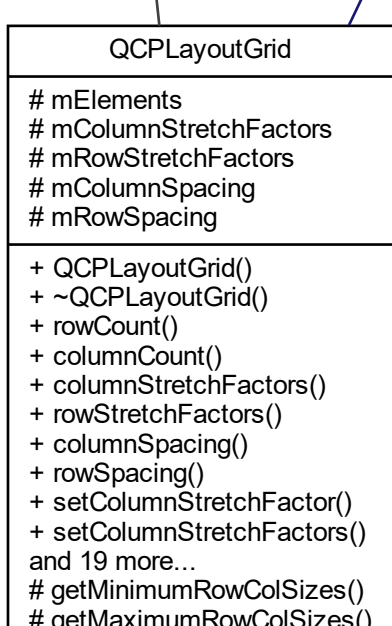 QCPLayoutGrid
# mElements
# mColumnStretchFactors
# mRowStretchFactors
# mColumnSpacing
# mRowSpacing
+ QCPLayoutGrid()
+ ~QCPLayoutGrid()
+ rowCount()
+ columnCount()
+ columnStretchFactors()
+ rowStretchFactors()
+ columnSpacing()
+ rowSpacing()
+ setColumnStretchFactor()
+ setColumnStretchFactors()
and 19 more...
# getMinimumRowColSizes()
# getMaximumRowColSizes()